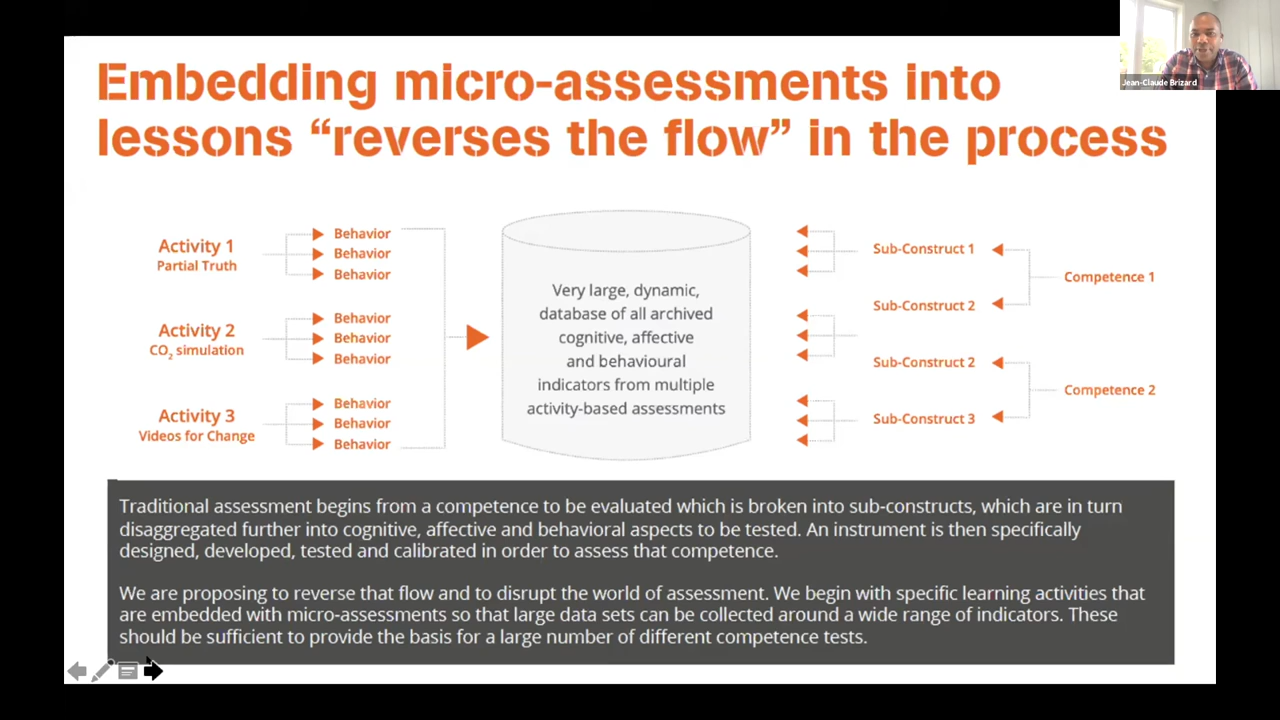 Jean-Claude Brizard
Embedding micro-assessments into
lessons “reverses the flow” in the process
Activity 1
Partial Truth
Behavior
Behavior
Behavior
Activity 2
CO₂ simulation
Behavior
Behavior
Behavior
Activity 3
Videos for Change
Behavior
Behavior
Behavior
Very large, dynamic,
database of all archived
cognitive, affective
and behavioural
indicators from multiple
activity-based assessments
Sub-Construct 1
Sub-Construct 2
Competence 1
Sub-Construct 2
Sub-Construct 3
Competence 2
Traditional assessment begins from a competence to be evaluated which is broken into sub-constructs, which are in turn
disaggregated further into cognitive, affective and behavioral aspects to be tested. An instrument is then specifically
designed, developed, tested and calibrated in order to assess that competence.
We are proposing to reverse that flow and to disrupt the world of assessment. We begin with specific learning activities that
are embedded with micro-assessments so that large data sets can be collected around a wide range of indicators. These
should be sufficient to provide the basis for a large number of different competence tests.